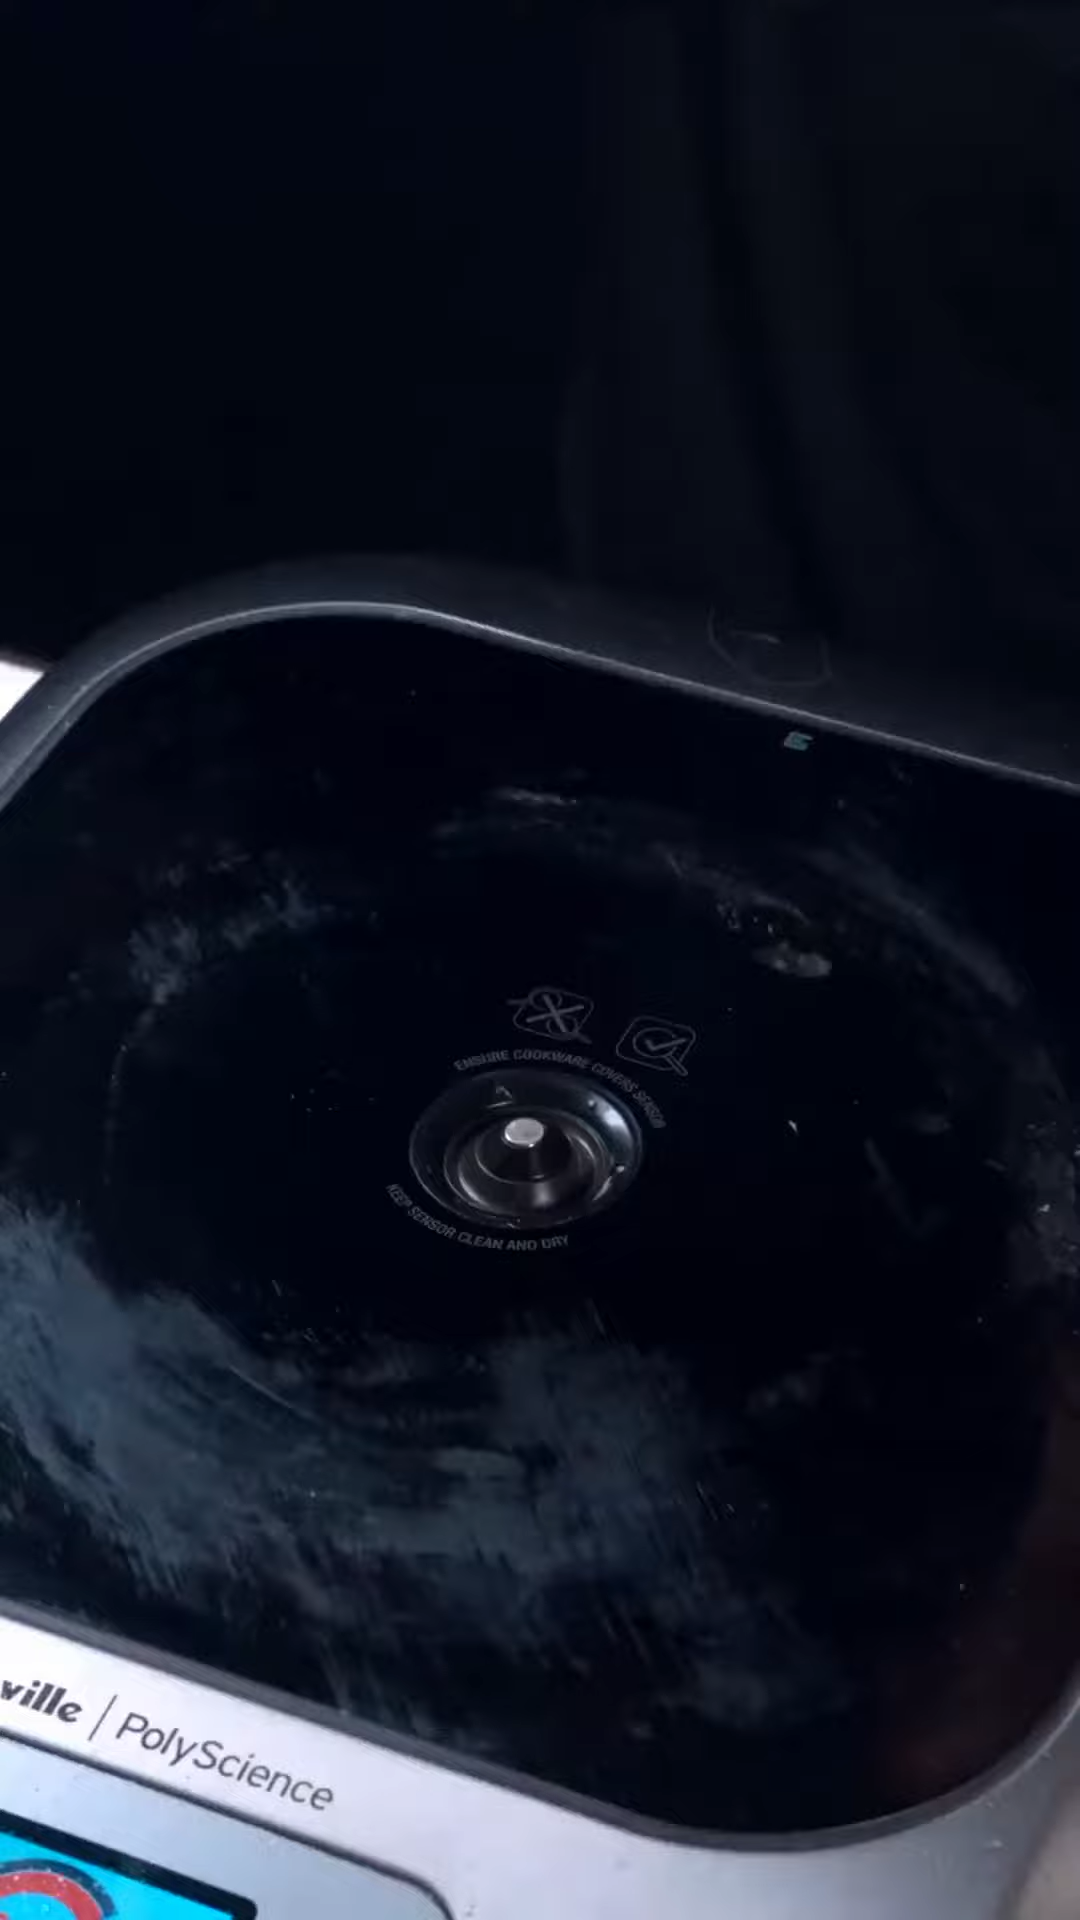 ENSURE COOKWARE COVERS SENSOR
KEEP SENSOR CLEAN AND DRY
ville | PolyScience